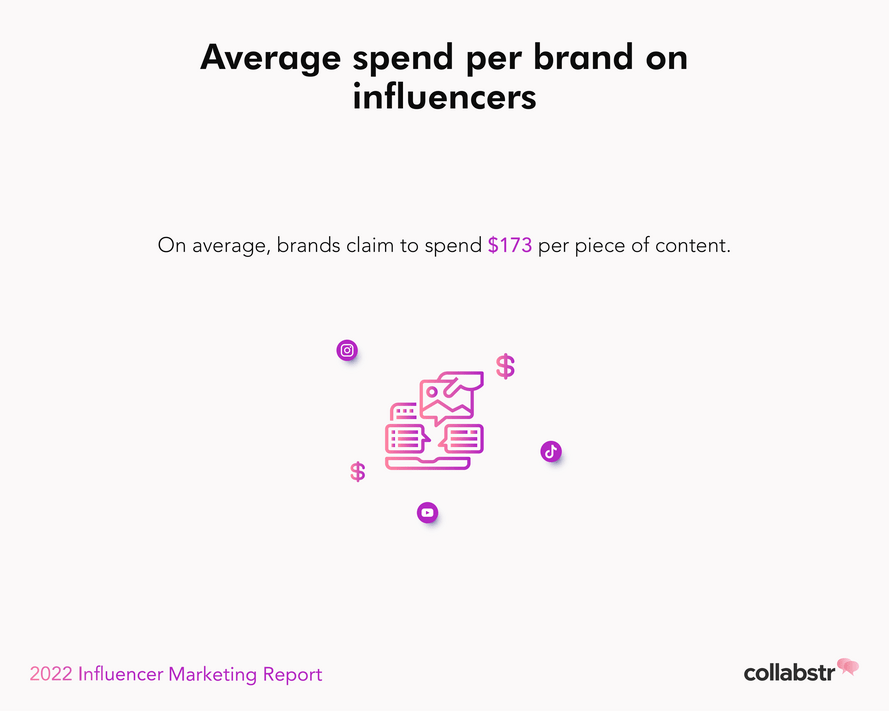 Average spend per brand on
influencers
On average, brands claim to spend $173 per piece of content.
$
$
2022 Influencer Marketing Report
collabstr